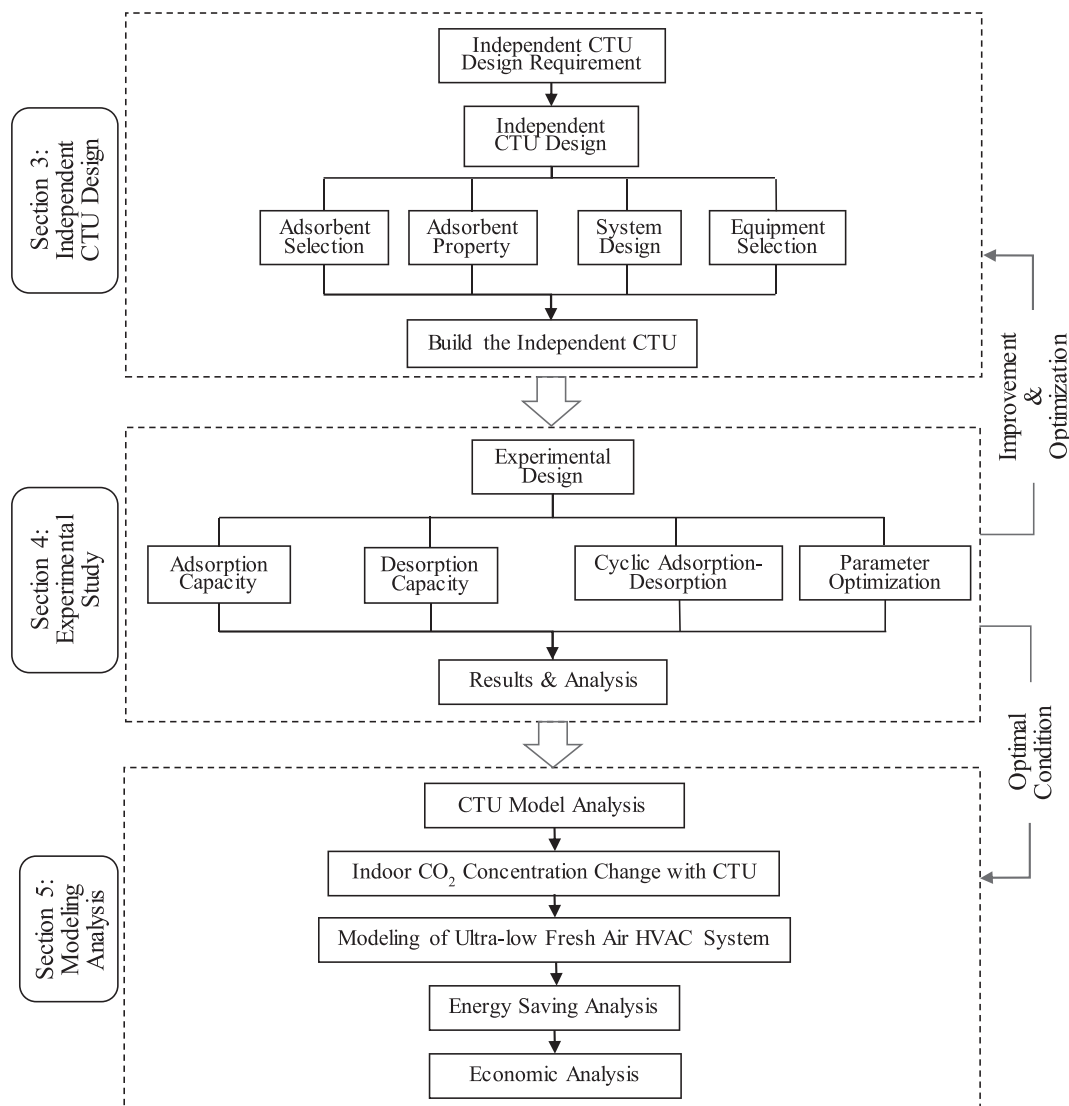 Section 3:
Independent
CTU Design
Independent CTU
Design Requirement
Independent
CTU Design
Adsorbent
Selection
Adsorbent
Property
System
Design
Equipment
Selection
Build the Independent CTU
Improvement
&
Optimization
Section 4:
Experimental
Study
Experimental
Design
Adsorption
Capacity
Desorption
Capacity
Cyclic Adsorption-
Desorption
Parameter
Optimization
Results & Analysis
Optimal
Condition
Section 5:
Modeling
Analysis
CTU Model Analysis
Indoor CO₂ Concentration Change with CTU
Modeling of Ultra-low Fresh Air HVAC System
Energy Saving Analysis
Economic Analysis